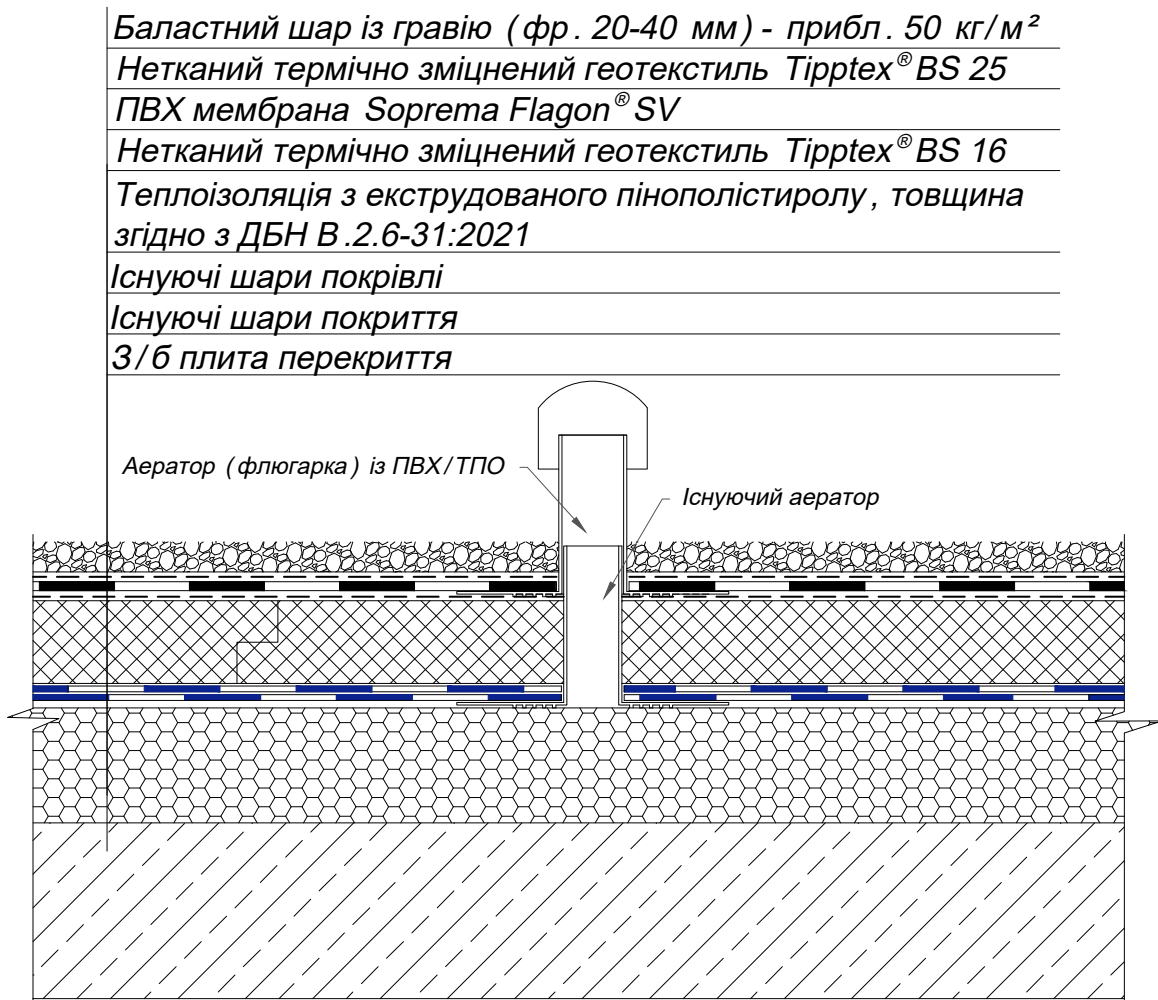 Баластний шар із гравію (фр. 20-40 мм) - прибл. 50 кг/м²
Нетканий термічно зміцнений геотекстиль Tipptex® BS 25
ПВХ мембрана Soprema Flagon® SV
Нетканий термічно зміцнений геотекстиль Tipptex® BS 16
Теплоізоляція з екструдованого пінополістиролу, товщина
згідно з ДБН В.2.6-31:2021
Існуючі шари покрівлі
Існуючі шари покриття
З/б плита перекриття
Аератор (флюгарка) із ПВХ/ТПО
Існуючий аератор